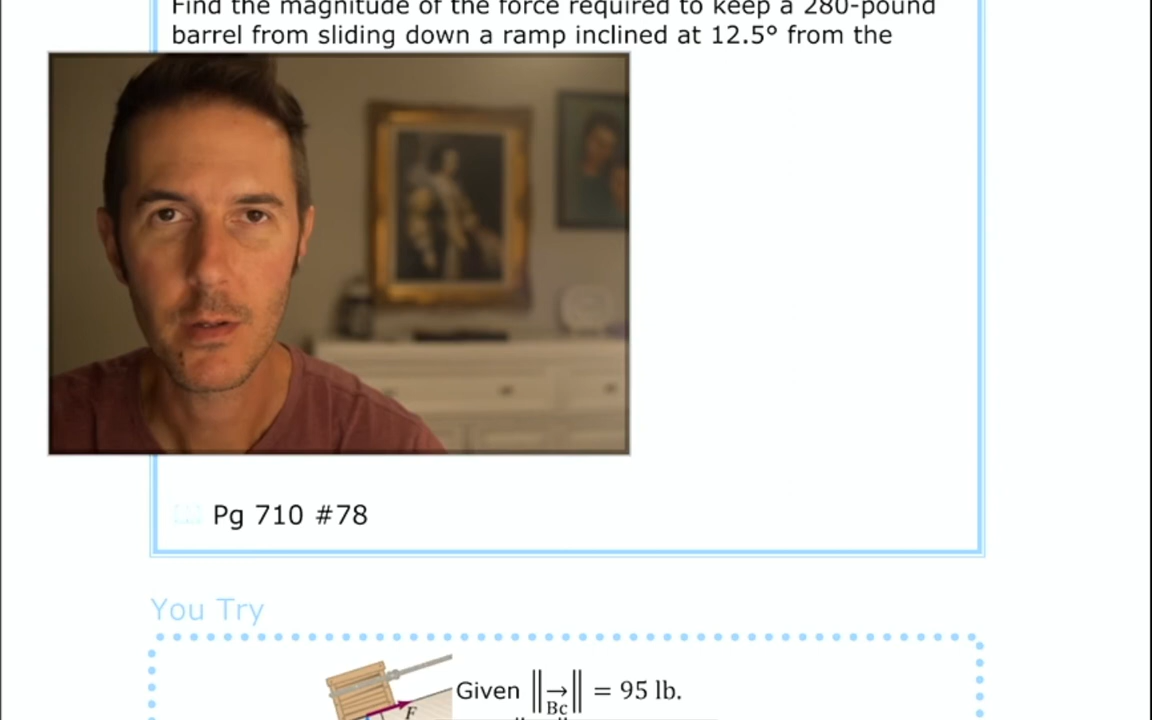 Find the magnitude of the force required to keep a 280-pound
barrel from sliding down a ramp inclined at 12.5° from the
Pg 710 #78
You Try
Given ||→Bc|| = 95 lb.
F